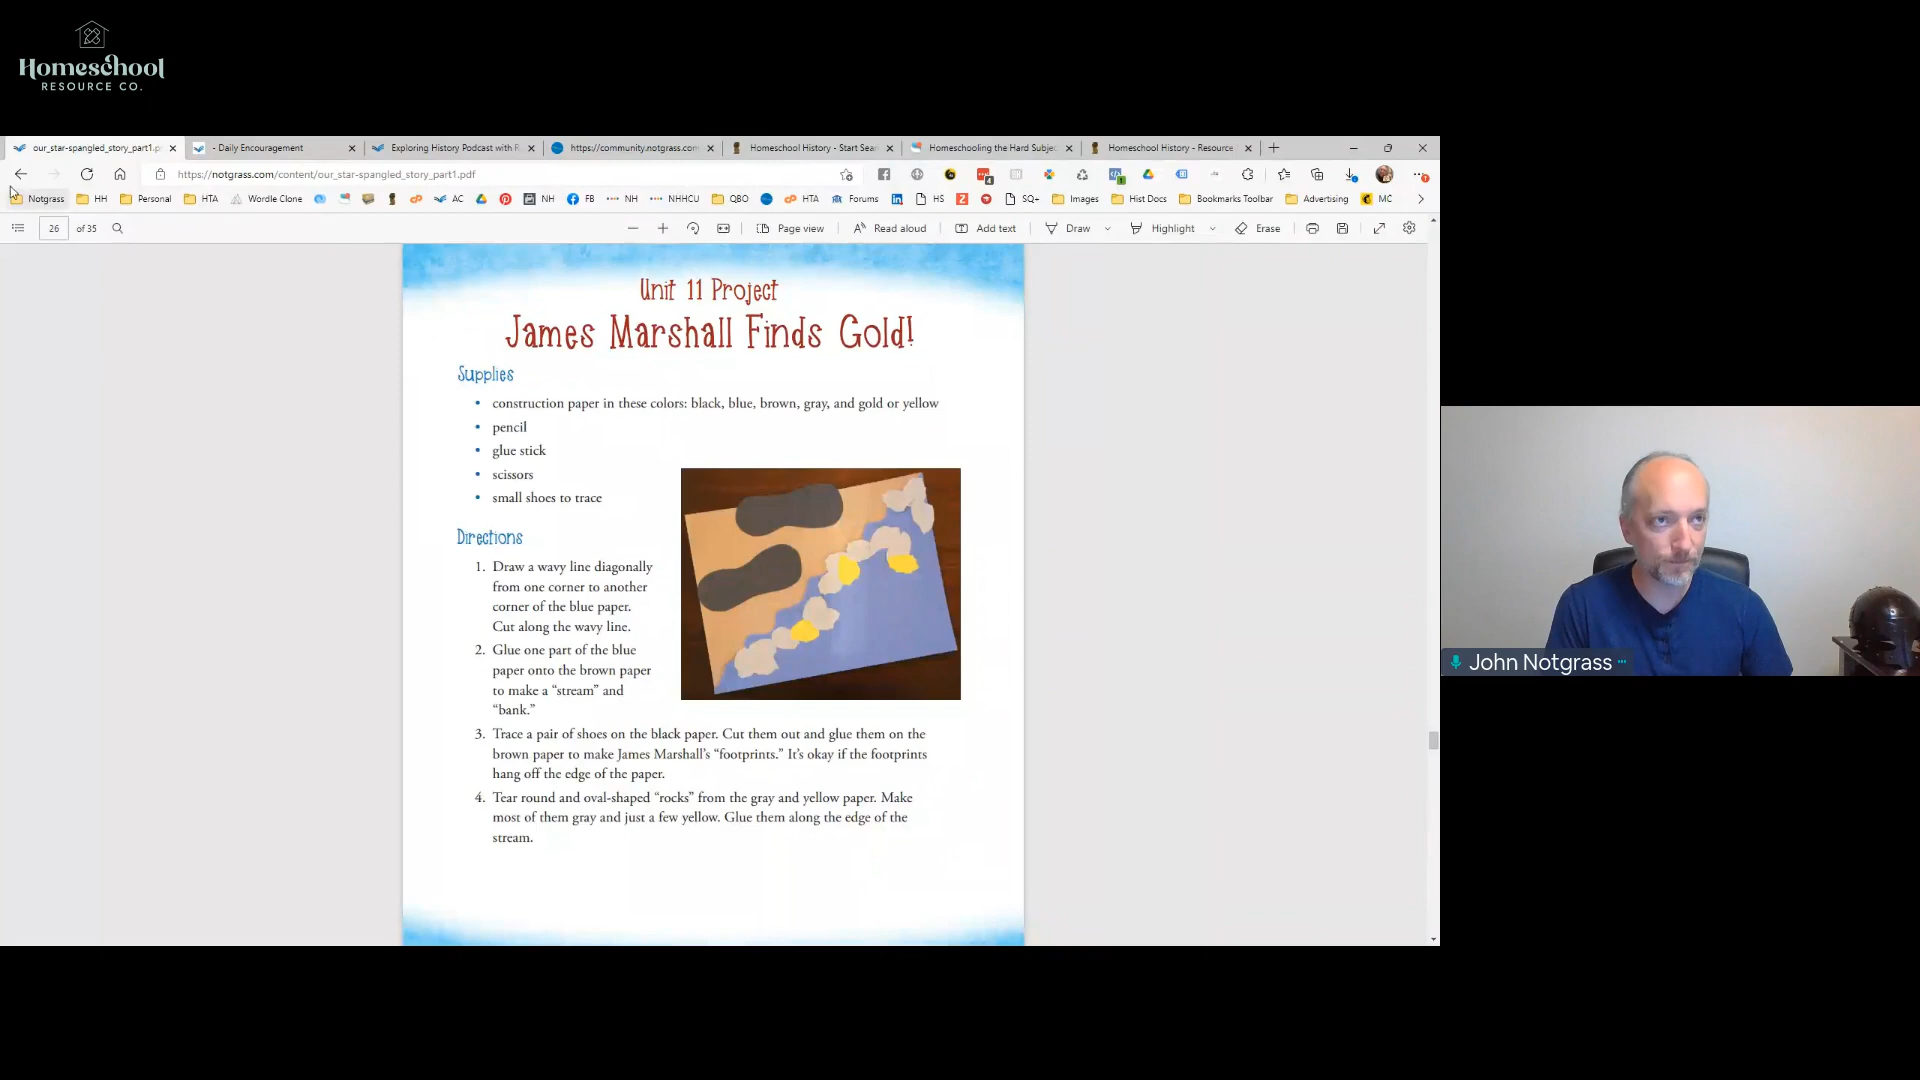 Homeschool
RESOURCE CO.
our_star-spangled_story_part1.p
- Daily Encouragement
Exploring History Podcast with R
https://community.notgrass.com
Homeschool History - Start Sea
Homeschooling the Hard Subje
Homeschool History - Resource
https://notgrass.com/content/our_star-spangled_story_part1.pdf
Notgrass
HH
Personal
HTA
Wordle Clone
AC
NH
FB
NH
NHHCU
QBO
HTA
Forums
HS
SQ+
Images
Hist Docs
Bookmarks Toolbar
Advertising
MC
26 of 35
Page view
Read aloud
Add text
Draw
Highlight
Erase
Unit 11 Project
James Marshall Finds Gold!
Supplies
• construction paper in these colors: black, blue, brown, gray, and gold or yellow
• pencil
• glue stick
• scissors
• small shoes to trace
Directions
1. Draw a wavy line diagonally
from one corner to another
corner of the blue paper.
Cut along the wavy line.
2. Glue one part of the blue
paper onto the brown paper
to make a “stream” and
“bank.”
3. Trace a pair of shoes on the black paper. Cut them out and glue them on the
brown paper to make James Marshall’s “footprints.” It’s okay if the footprints
hang off the edge of the paper.
4. Tear round and oval-shaped “rocks” from the gray and yellow paper. Make
most of them gray and just a few yellow. Glue them along the edge of the
stream.
John Notgrass